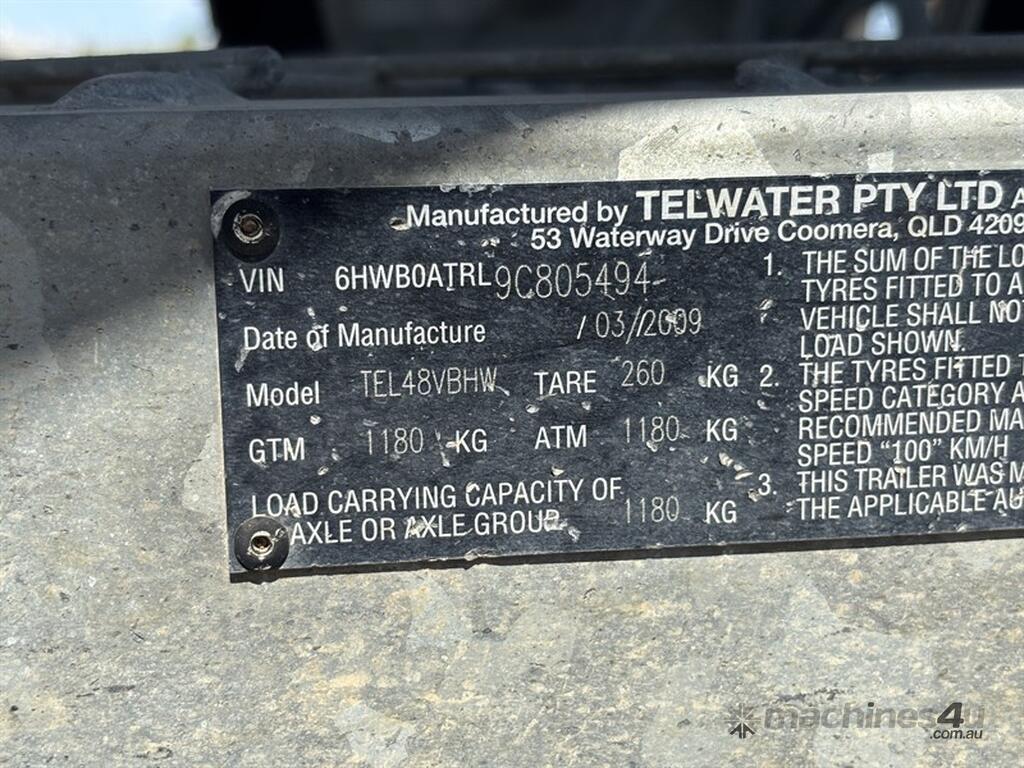 Manufactured by TELWATER PTY LTD A
53 Waterway Drive Coomera, QLD 4209
VIN 6HWB0ATRL9C805494
Date of Manufacture / 03//2009
Model TEL48VBHW TARE 260 KG
GTM 1180 KG ATM 1180 KG
LOAD CARRYING CAPACITY OF
AXLE OR AXLE GROUP 1180 KG
1. THE SUM OF THE LO
TYRES FITTED TO A
VEHICLE SHALL NO
LOAD SHOWN.
2. THE TYRES FITTED T
SPEED CATEGORY A
RECOMMENDED MA
SPEED "100" KM/H
3. THIS TRAILER WAS M
THE APPLICABLE AU
machines4u
.com.au